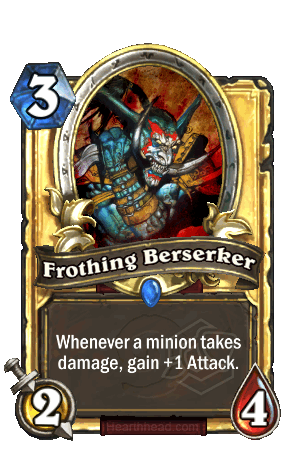 3
Frothing Berserker
Whenever a minion takes
damage, gain +1 Attack.
2
4
Hearthhead.com